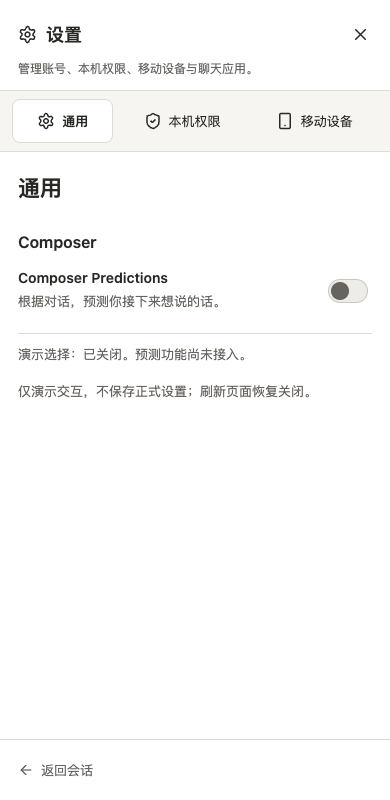 设置
管理账号、本机权限、移动设备与聊天应用。
通用
本机权限
移动设备
通用
Composer
Composer Predictions
根据对话，预测你接下来想说的话。
演示选择：已关闭。预测功能尚未接入。
仅演示交互，不保存正式设置；刷新页面恢复关闭。
返回会话